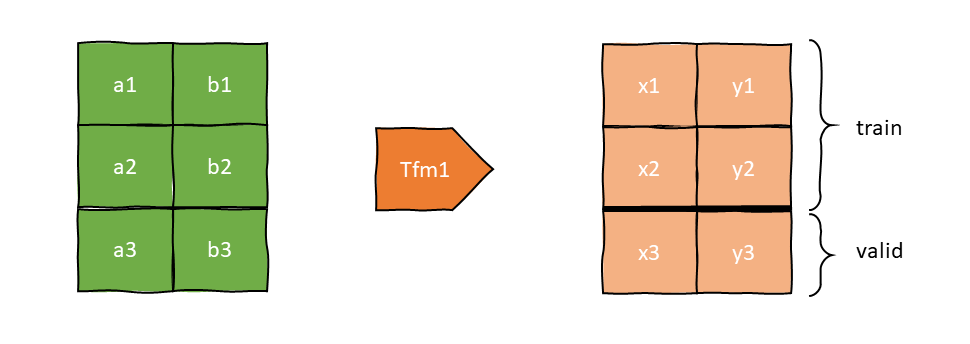 a1 b1
a2 b2
a3 b3
Tfm1
x1 y1
x2 y2
x3 y3
train
valid